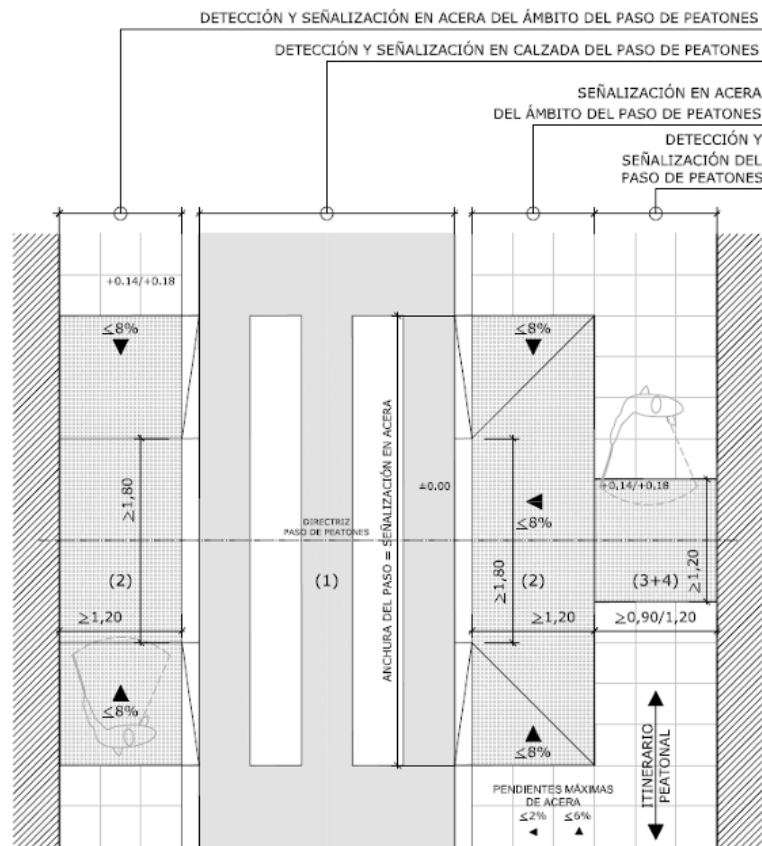 DETECCIÓN Y SEÑALIZACIÓN EN ACERA DEL ÁMBITO DEL PASO DE PEATONES
DETECCIÓN Y SEÑALIZACIÓN EN CALZADA DEL PASO DE PEATONES
SEÑALIZACIÓN EN ACERA
DEL ÁMBITO DEL PASO DE PEATONES
DETECCIÓN Y
SEÑALIZACIÓN DEL
PASO DE PEATONES
+0.14/+0.18
≤8%
≤8%
ANCHURA DEL PASO = SEÑALIZACIÓN EN ACERA
≥1,80
±0.00
+0,14/+0,18
≤8%
DIRECTRIZ
PASO DE PEATONES
≥1,80
≥1,20
(2)
(1)
(2)
(3+4)
≥1,20
≥1,20
≥0,90/1,20
≤8%
≤8%
ITINERARIO
PEATONAL
PENDIENTES MÁXIMAS
DE ACERA
≤2% ≤6%